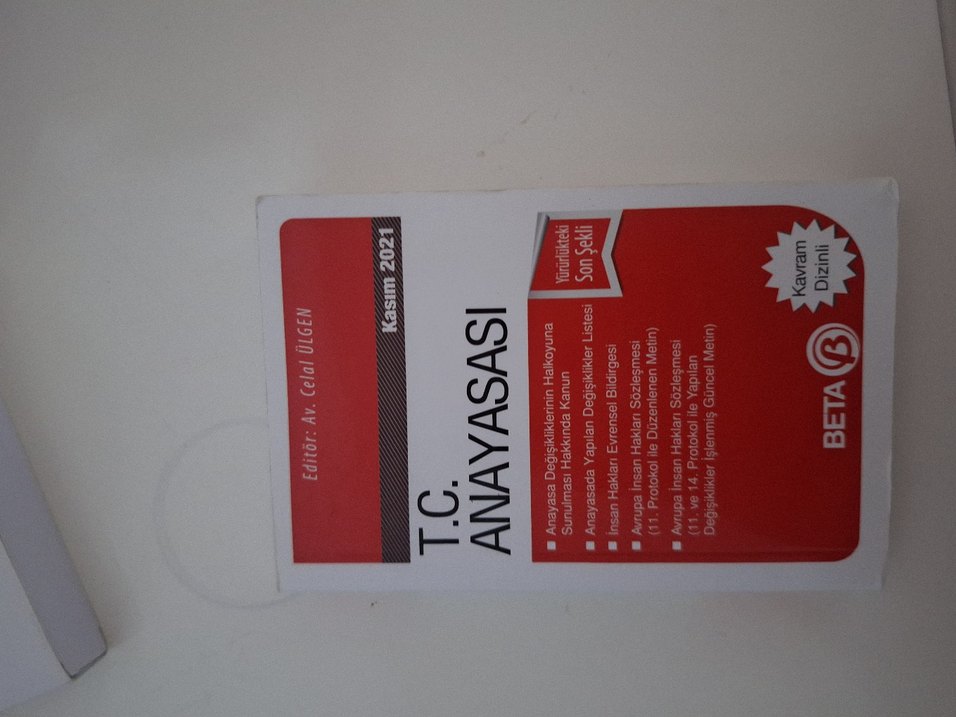 Editör: Av. Celal ÜLGEN
Kasım 2021
T.C.
ANAYASASI
Yürürlükteki
Son Şekli
■ Anayasa Değişikliklerinin Halkoyuna
Sunulması Hakkında Kanun
■ Anayasada Yapılan Değişiklikler Listesi
■ İnsan Hakları Evrensel Bildirgesi
■ Avrupa İnsan Hakları Sözleşmesi
(11. Protokol ile Düzenlenen Metin)
■ Avrupa İnsan Hakları Sözleşmesi
(11. ve 14. Protokol ile Yapılan
Değişiklikler İşlenmiş Güncel Metin)
Kavram
Dizinli
BETA β